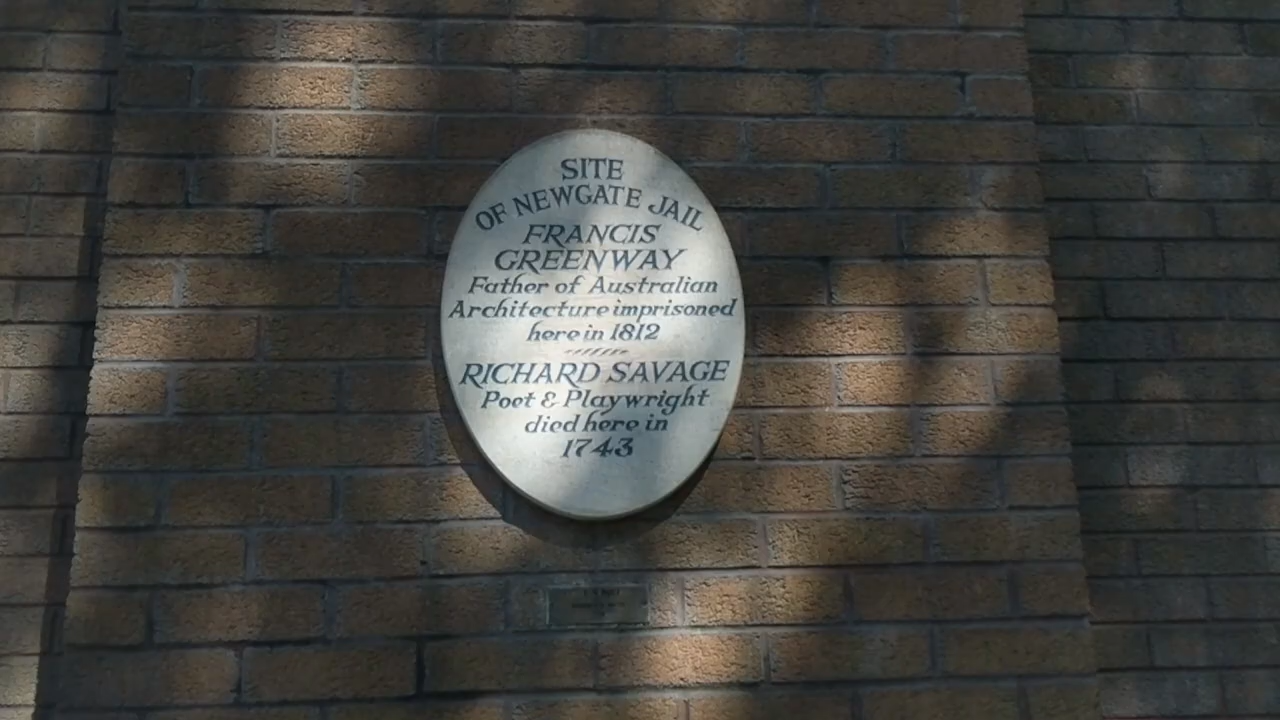 SITE
OF NEWGATE JAIL
FRANCIS
GREENWAY
Father of Australian
Architecture imprisoned
here in 1812
RICHARD SAVAGE
Poet & Playwright
died here in
1743